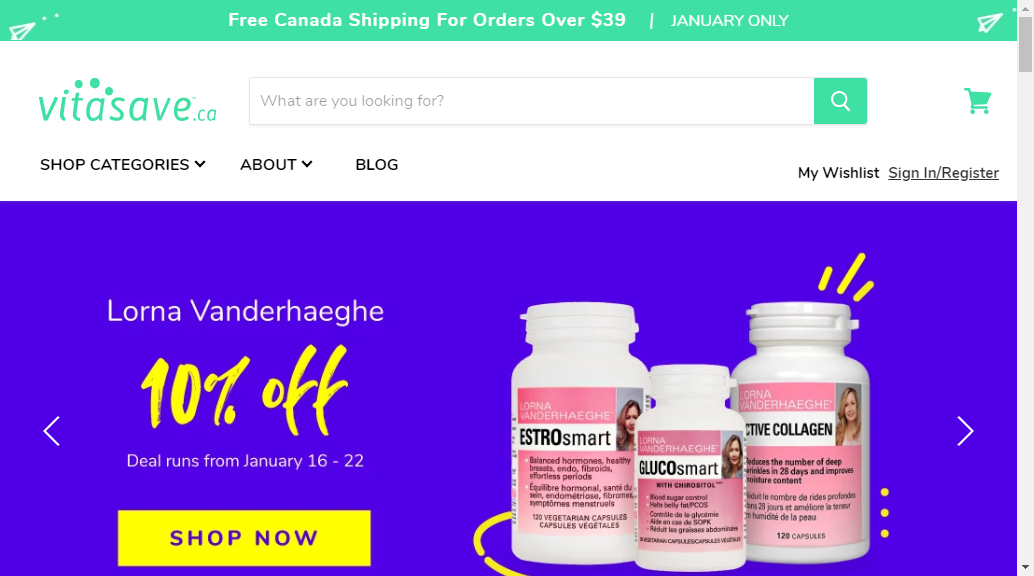 Free Canada Shipping For Orders Over $39 | JANUARY ONLY
vitasave.ca
What are you looking for?
SHOP CATEGORIES ABOUT BLOG
My Wishlist Sign In/Register
Lorna Vanderhaeghe
10% off
Deal runs from January 16 - 22
SHOP NOW
LORNA
VANDERHAEGHE
ESTROsmart
• Balanced hormones, healthy
breasts, endo, fibroids,
effortless periods
• Équilibre hormonal, santé du
sein, endométriose, fibromes,
symptômes menstruels
120 VEGETARIAN CAPSULES
CAPSULES VÉGÉTALES
LORNA
VANDERHAEGHE
GLUCOsmart
WITH CHIROSITOL
• Blood sugar control
• Halts belly fat/PCOS
• Contrôle de la glycémie
• Aide en cas de SOPK
• Réduit les graisses abdominales
30 VEGETARIAN CAPSULES/CAPSULES VÉGÉTALES
LORNA
VANDERHAEGHE
CTIVE COLLAGEN
Reduces the number of deep
wrinkles in 28 days and improves
moisture content
Réduit le nombre de rides profondes
en 28 jours et améliore la teneur
en humidité de la peau
120 CAPSULES